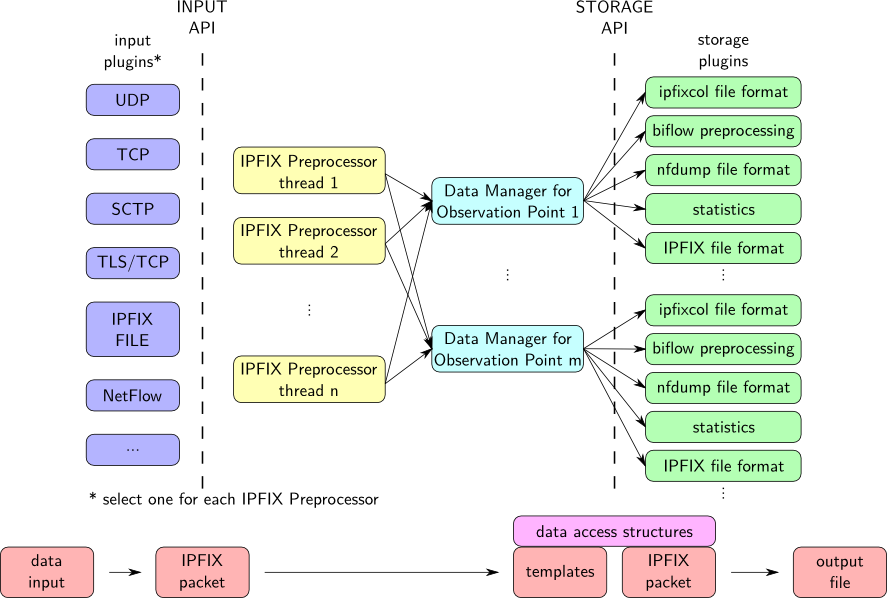 INPUT
API
STORAGE
API
input
plugins*
storage
plugins
UDP
TCP
SCTP
TLS/TCP
IPFIX
FILE
NetFlow
...
IPFIX Preprocessor
thread 1
IPFIX Preprocessor
thread 2
...
IPFIX Preprocessor
thread n
Data Manager for
Observation Point 1
...
Data Manager for
Observation Point m
ipfixcol file format
biflow preprocessing
nfdump file format
statistics
IPFIX file format
...
ipfixcol file format
biflow preprocessing
nfdump file format
statistics
IPFIX file format
...
* select one for each IPFIX Preprocessor
data
input
IPFIX
packet
data access structures
templates
IPFIX
packet
output
file